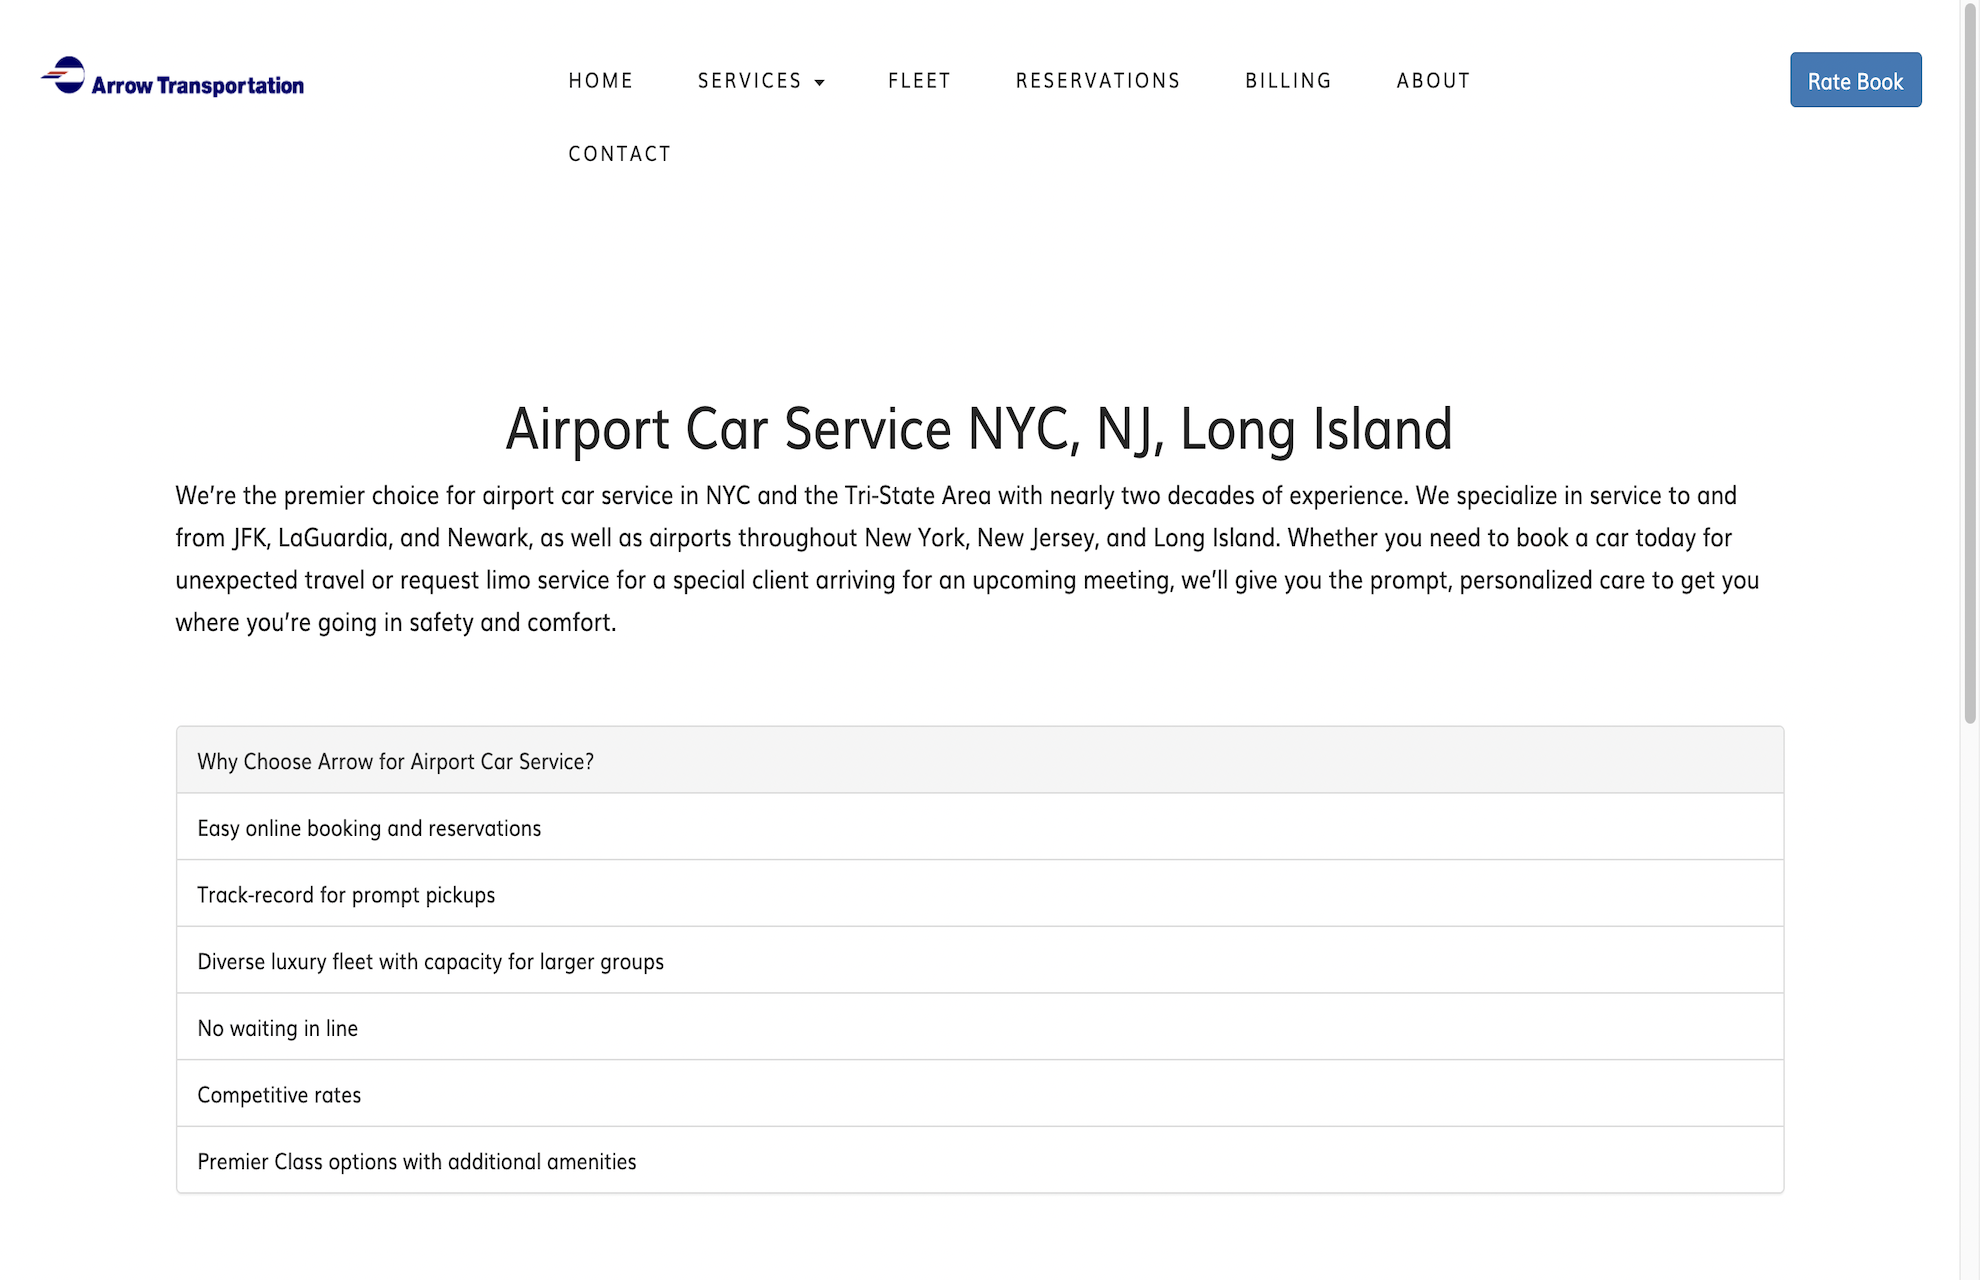 Arrow Transportation
HOME SERVICES FLEET RESERVATIONS BILLING ABOUT
CONTACT
Rate Book
Airport Car Service NYC, NJ, Long Island
We're the premier choice for airport car service in NYC and the Tri-State Area with nearly two decades of experience. We specialize in service to and
from JFK, LaGuardia, and Newark, as well as airports throughout New York, New Jersey, and Long Island. Whether you need to book a car today for
unexpected travel or request limo service for a special client arriving for an upcoming meeting, we'll give you the prompt, personalized care to get you
where you're going in safety and comfort.
Why Choose Arrow for Airport Car Service?
Easy online booking and reservations
Track-record for prompt pickups
Diverse luxury fleet with capacity for larger groups
No waiting in line
Competitive rates
Premier Class options with additional amenities